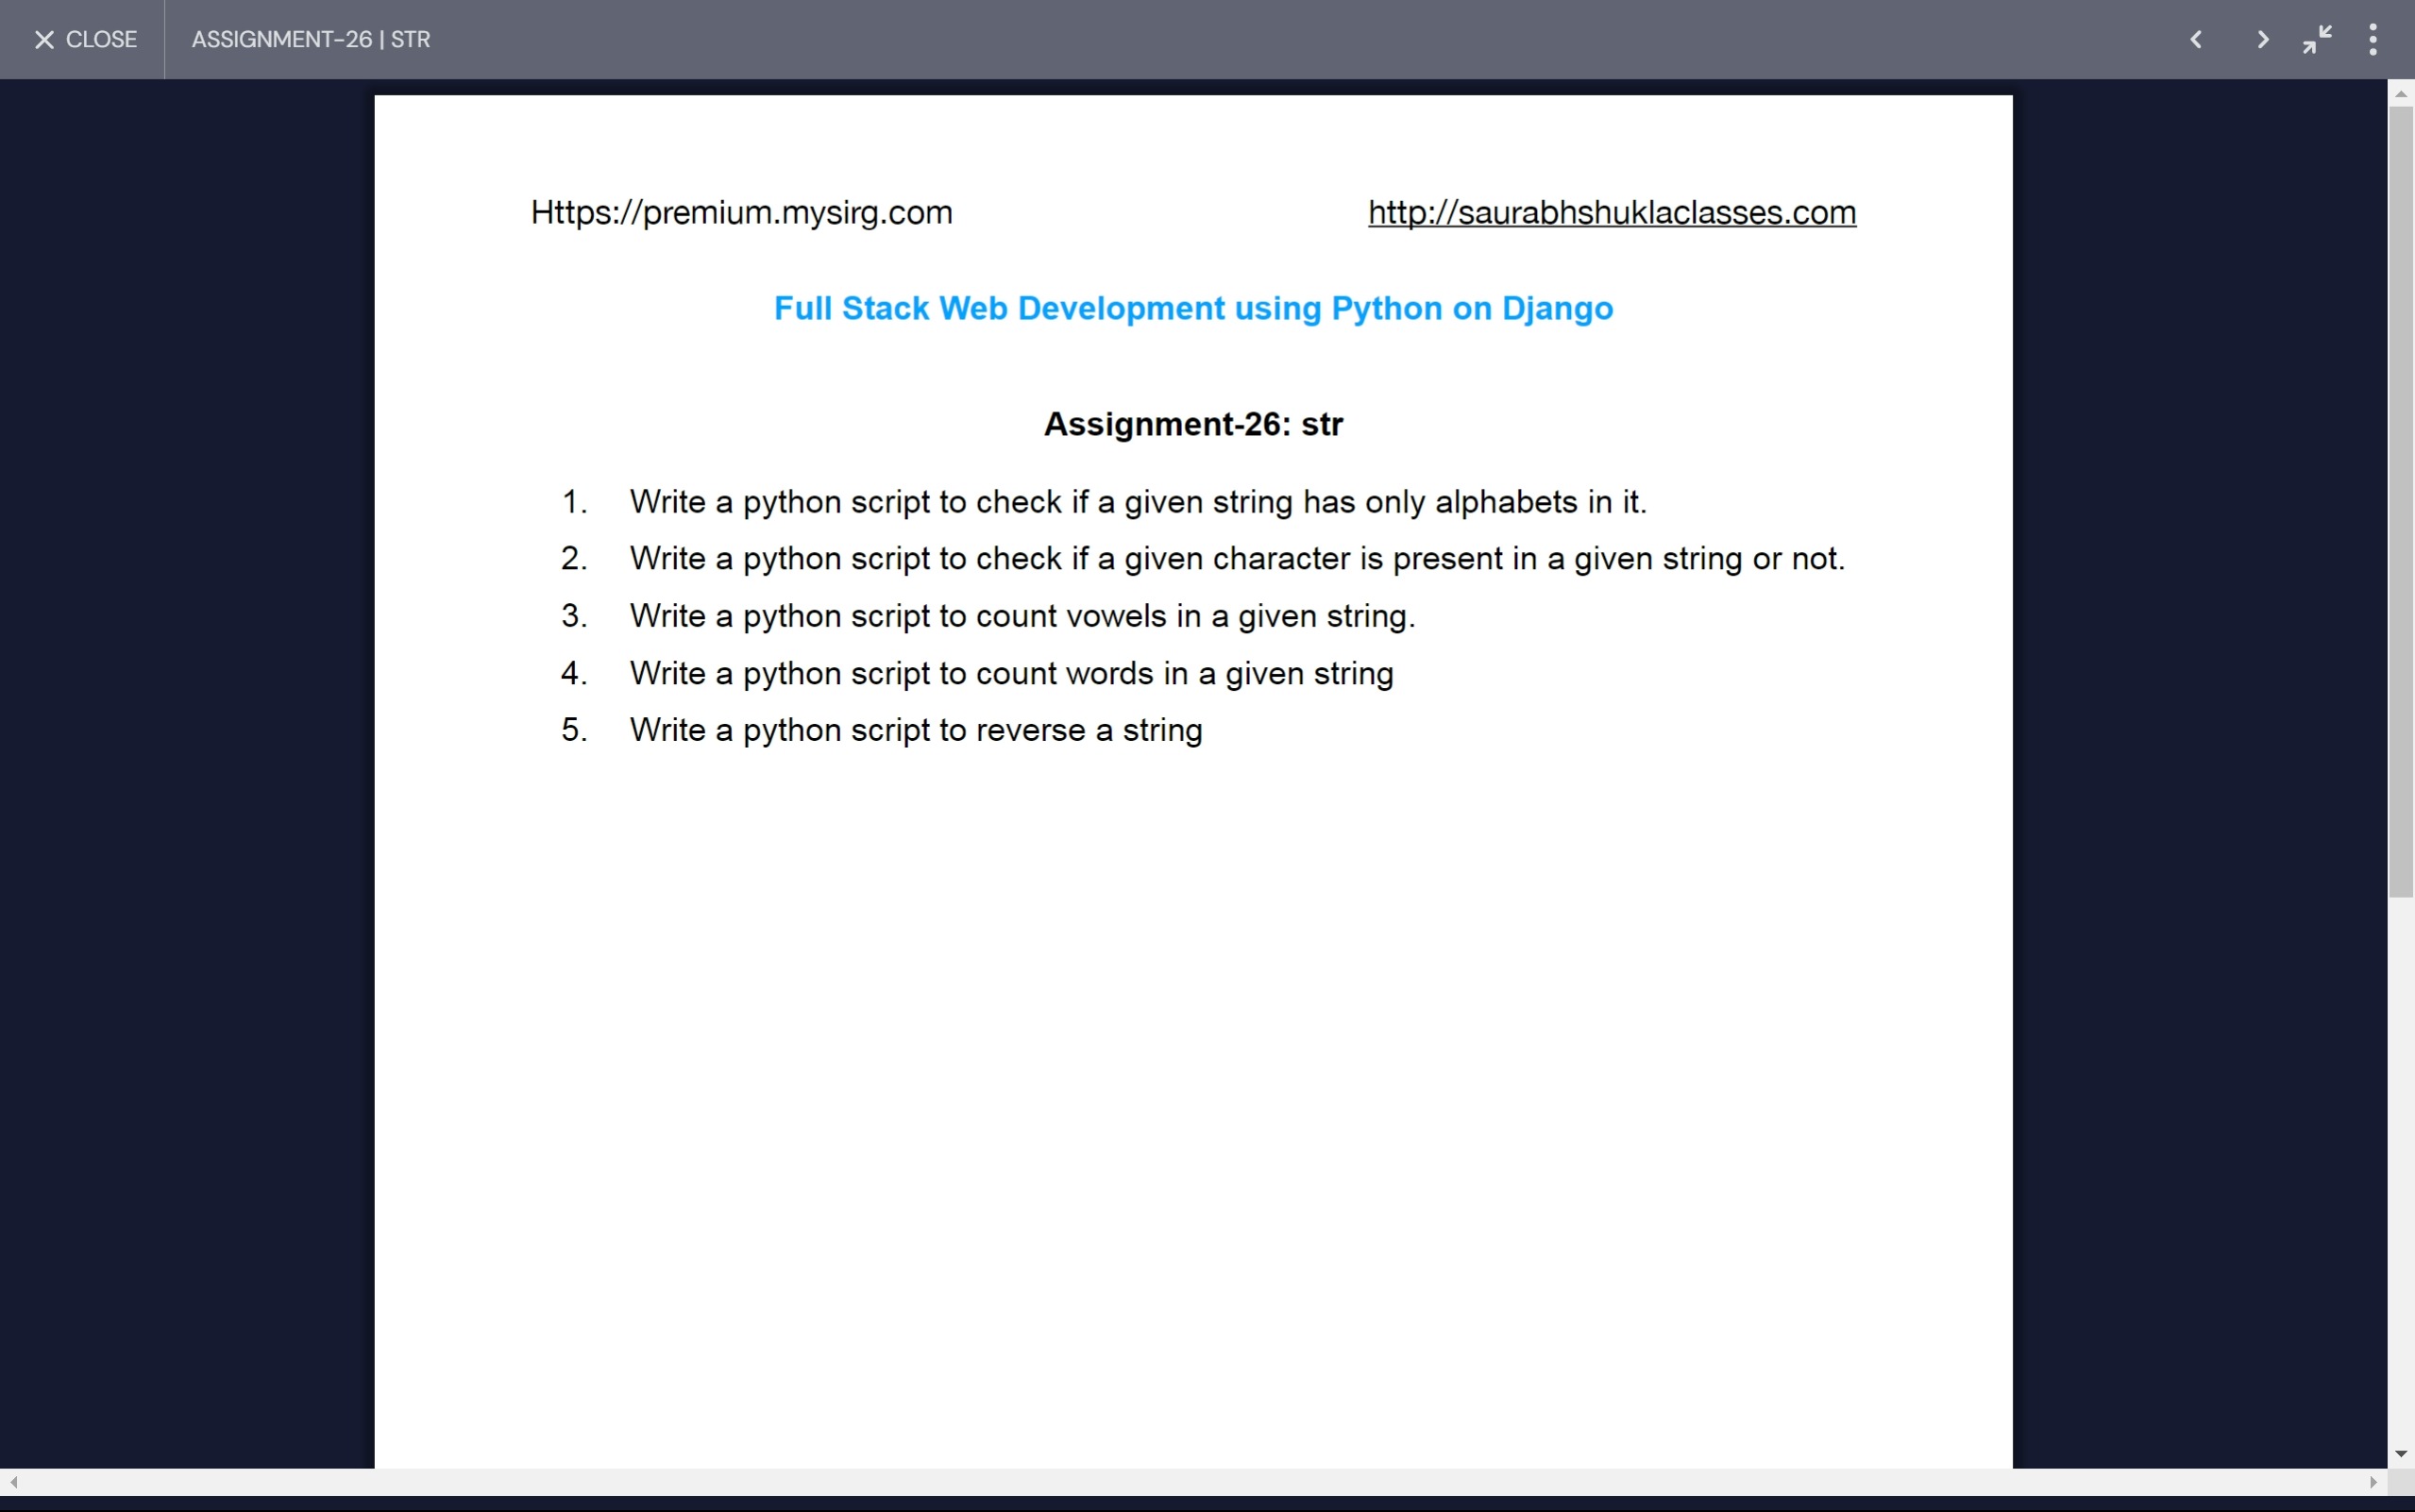 CLOSE
ASSIGNMENT-26 | STR
Https://premium.mysirg.com
http://saurabhshuklaclasses.com
Full Stack Web Development using Python on Django
Assignment-26: str
1. Write a python script to check if a given string has only alphabets in it.
2. Write a python script to check if a given character is present in a given string or not.
3. Write a python script to count vowels in a given string.
4. Write a python script to count words in a given string
5. Write a python script to reverse a string